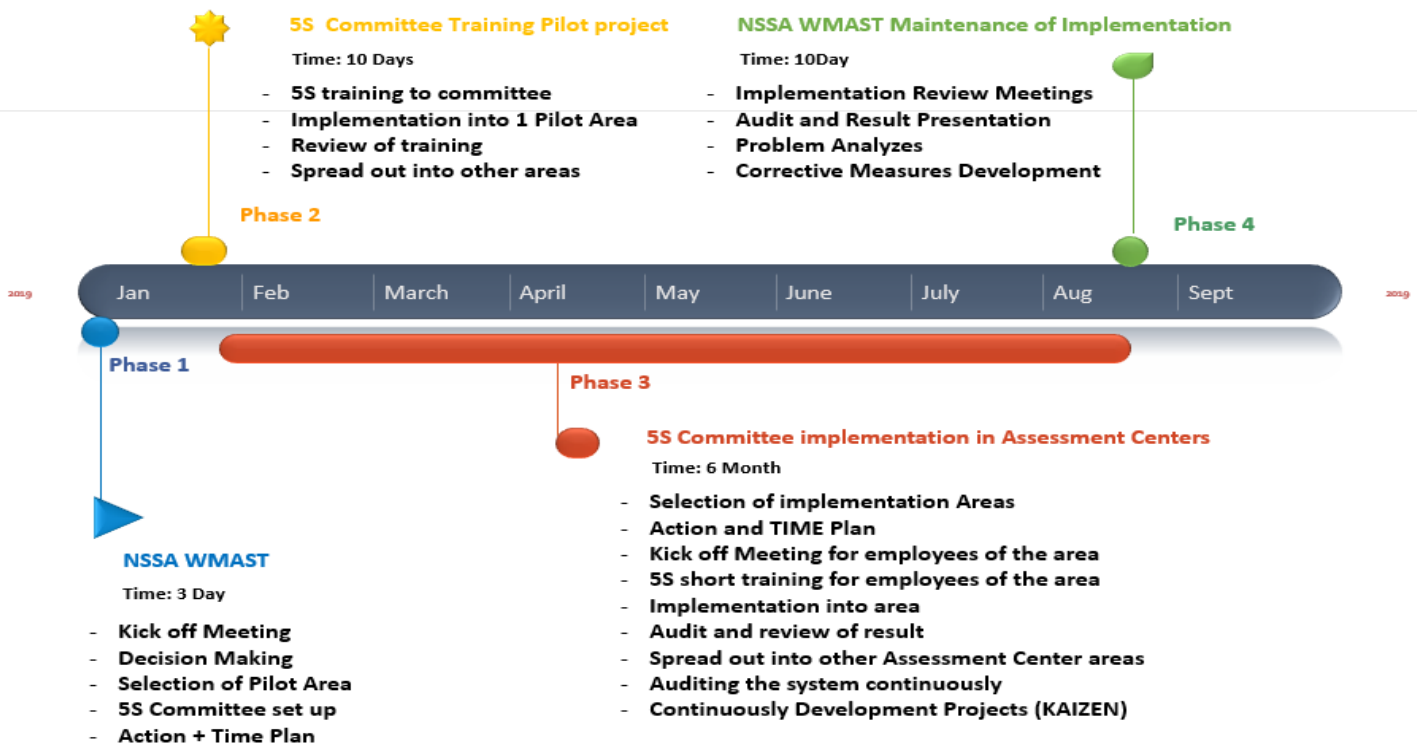 5S  Committee Training Pilot project
Time: 10 Days
- 5S training to committee
- Implementation into 1 Pilot Area
- Review of training
- Spread out into other areas
NSSA WMAST Maintenance of Implementation
Time: 10Day
- Implementation Review Meetings
- Audit and Result Presentation
- Problem Analyzes
- Corrective Measures Development
Phase 2
Phase 4
2019
Jan
Feb
March
April
May
June
July
Aug
Sept
2019
Phase 1
Phase 3
NSSA WMAST
Time: 3 Day
- Kick off Meeting
- Decision Making
- Selection of Pilot Area
- 5S Committee set up
- Action + Time Plan
5S Committee implementation in Assessment Centers
Time: 6 Month
- Selection of implementation Areas
- Action and TIME Plan
- Kick off Meeting for employees of the area
- 5S short training for employees of the area
- Implementation into area
- Audit and review of result
- Spread out into other Assessment Center areas
- Auditing the system continuously
- Continuously Development Projects (KAIZEN)